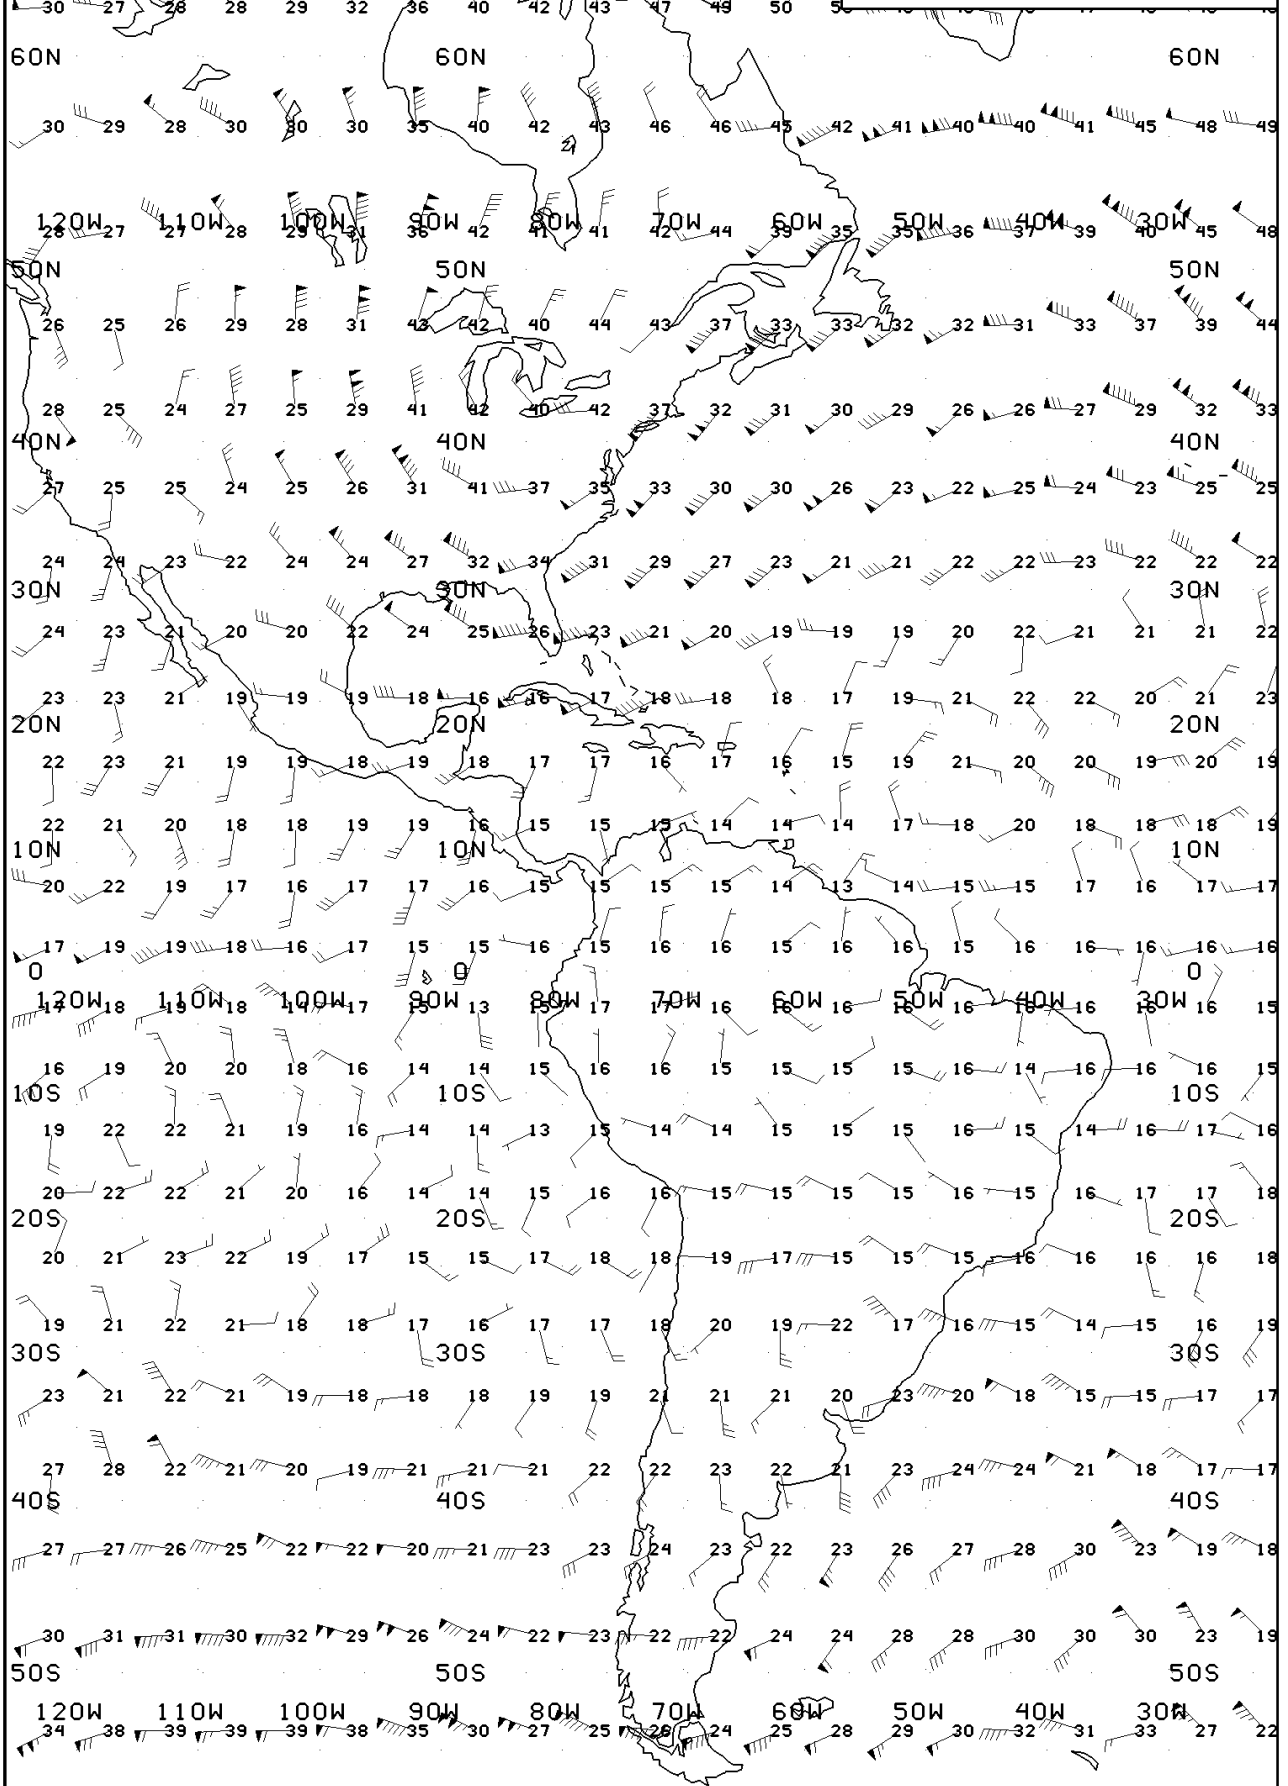 30 27 28 28 29 32 36 40 42 43 47 49 50
60N 60N 60N
30 29 28 30 30 30 35 40 42 43 46 46 45 42 41 40 40 41 45 48 49
120W 110W 100W 90W 80W 70W 60W 50W 40W 30W
28 27 27 28 29 31 36 42 41 41 42 44 39 35 35 36 37 39 40 45 48
50N 50N 50N
26 25 26 29 28 31 43 42 40 44 43 37 33 33 32 32 31 33 37 39 44
28 25 24 27 25 29 41 42 40 42 37 32 31 30 29 26 26 27 29 32 33
40N 40N 40N
27 25 25 24 25 26 31 41 37 35 33 30 30 26 23 22 25 24 23 25 25
24 24 23 22 24 24 27 32 34 31 29 27 23 21 21 22 22 23 22 22 22
30N 30N 30N
24 23 21 20 20 22 24 25 26 23 21 20 19 19 19 20 22 21 21 21 22
23 23 21 19 19 19 18 16 16 17 18 18 18 17 19 21 22 22 20 21 23
20N 20N 20N
22 23 21 19 19 18 19 18 17 17 16 17 16 15 19 21 20 20 19 20 19
22 21 20 18 18 19 19 16 15 15 15 14 14 14 17 18 20 18 18 18 19
10N 10N 10N
20 22 19 17 16 17 17 16 15 15 15 15 14 13 14 15 15 17 16 17 17
17 19 19 18 16 17 15 15 16 15 16 16 15 16 16 15 16 16 16 16 16
0 0 0
120W 110W 100W 90W 80W 70W 60W 50W 40W 30W
17 18 19 18 14 17 15 13 15 17 17 16 16 16 16 16 16 16 16 16 15
16 19 20 20 18 16 14 14 15 16 16 15 15 15 15 16 14 16 16 16 15
10S 10S 10S
19 22 22 21 19 16 14 14 13 15 14 14 15 15 15 16 15 14 16 17 16
20 22 22 21 20 16 14 14 15 16 16 15 15 15 15 16 15 16 17 17 18
20S 20S 20S
20 21 23 22 19 17 15 15 17 18 18 19 17 15 15 15 16 16 16 16 18
19 21 22 21 18 18 17 16 17 17 18 20 19 22 17 16 15 14 15 16 19
30S 30S 30S
23 21 22 21 19 18 18 18 19 19 21 21 21 20 23 20 18 15 15 17 17
27 28 22 21 20 19 21 21 21 22 22 23 22 21 23 24 24 21 18 17 17
40S 40S 40S
27 27 26 25 22 22 20 21 23 23 24 23 22 23 26 27 28 30 23 19 18
30 31 31 30 32 29 26 24 22 23 22 22 24 24 28 28 30 30 30 23 19
50S 50S 50S
120W 110W 100W 90W 80W 70W 60W 50W 40W 30W
34 38 39 39 39 38 35 30 27 25 26 24 25 28 29 30 32 31 33 27 22